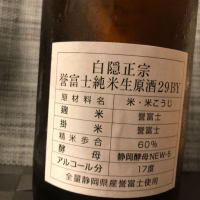 白隠正宗
誉富士純米生原酒29BY
原材料名 米・米こうじ
麹米 誉富士
掛米 誉富士
精米歩合 60%
酵母 静岡酵母NEW-5
アルコール分 17度
全量静岡県産誉富士使用